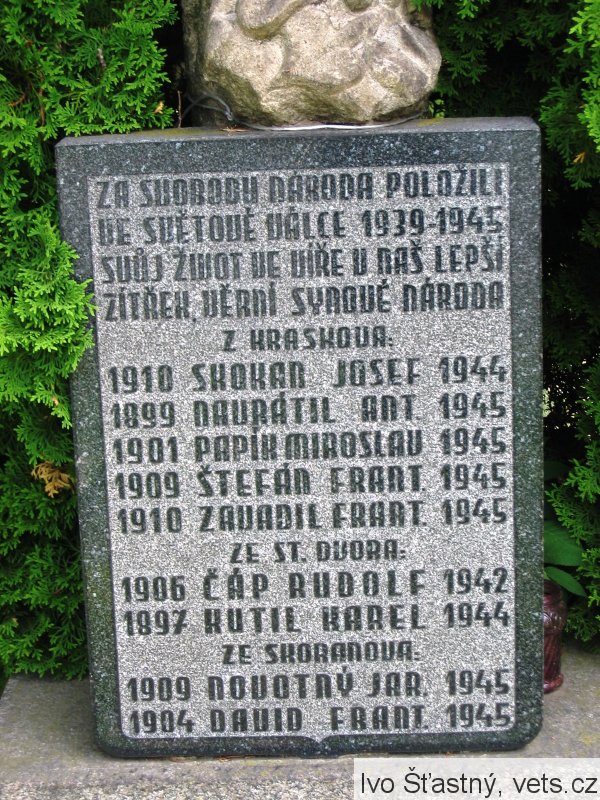 ZA SVOBODU NÁRODA POLOŽILI
VE SVĚTOVÉ VÁLCE 1939-1945
SVŮJ ŽIVOT VE VÍŘE V NAŠ LEPŠÍ
ZÍTŘEK, VĚRNÍ SYNOVÉ NÁRODA
Z KRASKOVA:
1910 SKOKAN JOSEF 1944
1899 NAVRÁTIL ANT. 1945
1901 PAPÍK MIROSLAV 1945
1909 ŠTEFÁN FRANT. 1945
1910 ZAVADIL FRANT. 1945
ZE ST. DVORA:
1906 ČÁP RUDOLF 1942
1897 KUTIL KAREL 1944
ZE SKORANOVA:
1909 NOVOTNÝ JAR. 1945
1904 DAVID FRANT. 1945
Ivo Šťastný, vets.cz